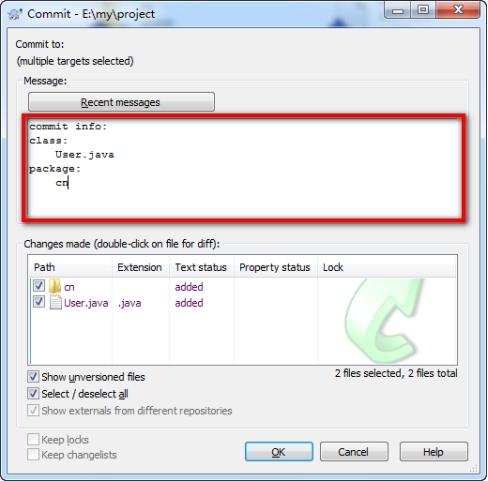 Commit - E:\my\project
Commit to:
(multiple targets selected)
Message:
Recent messages
commit info:
class:
User.java
package:
cn
Changes made (double-click on file for diff):
Path Extension Text status Property status Lock
cn added
User.java .java added
Show unversioned files
2 files selected, 2 files total
Select / deselect all
Show externals from different repositories
Keep locks
Keep changelists
OK Cancel Help